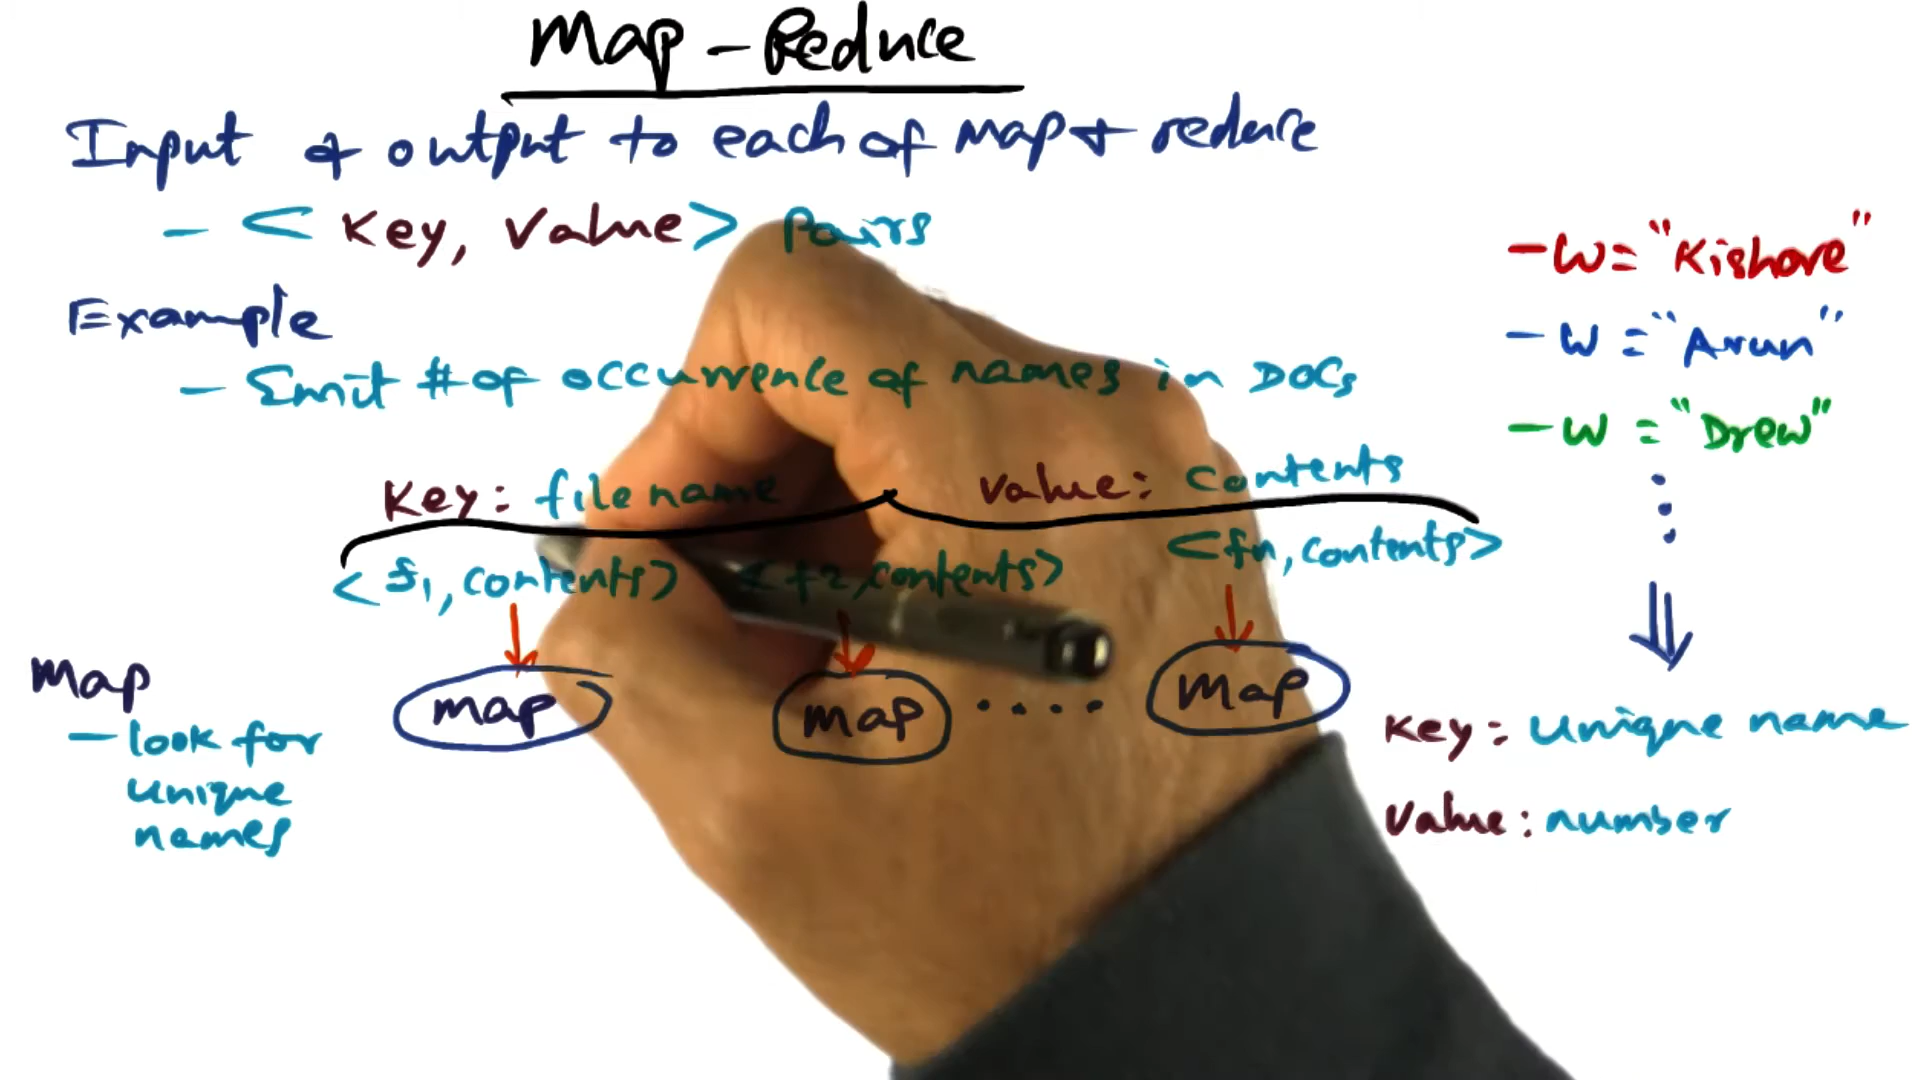 Map - Reduce
Input & output to each of map & reduce
- < Key, Value > pairs
Example
- Emit # of occurrence of names in DOCs
Key: filename Value: Contents
<f1, contents> <f2, contents> <fn, contents>
map map .... map
Map
- look for
unique
names
- W = "Kishore"
- W = "Arun"
- W = "Drew"
Key: unique name
Value: number